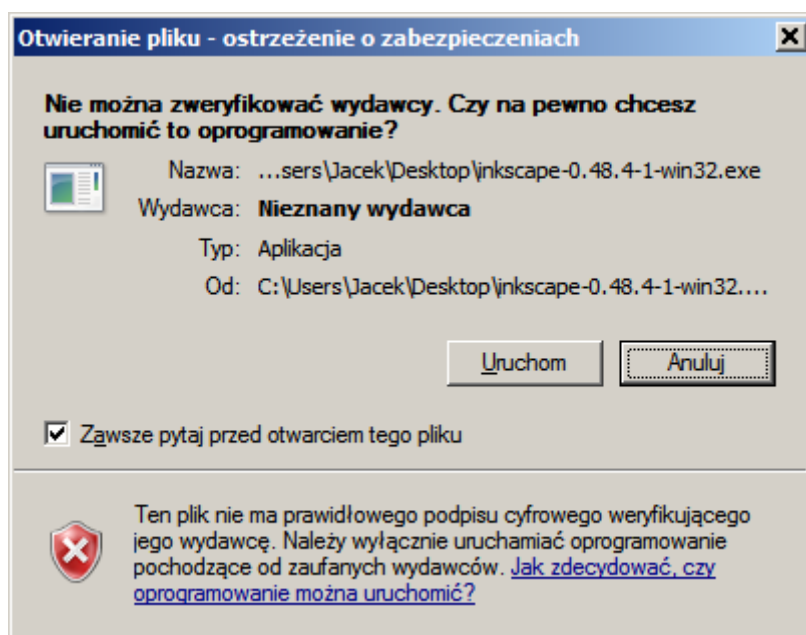 Otwieranie pliku - ostrzeżenie o zabezpieczeniach
Nie można zweryfikować wydawcy. Czy na pewno chcesz
uruchomić to oprogramowanie?
Nazwa: ...sers\Jacek\Desktop\inkscape-0.48.4-1-win32.exe
Wydawca: Nieznany wydawca
Typ: Aplikacja
Od: C:\Users\Jacek\Desktop\inkscape-0.48.4-1-win32....
Uruchom Anuluj
Zawsze pytaj przed otwarciem tego pliku
Ten plik nie ma prawidłowego podpisu cyfrowego weryfikującego
jego wydawcę. Należy wyłącznie uruchamiać oprogramowanie
pochodzące od zaufanych wydawców. Jak zdecydować, czy
oprogramowanie można uruchomić?